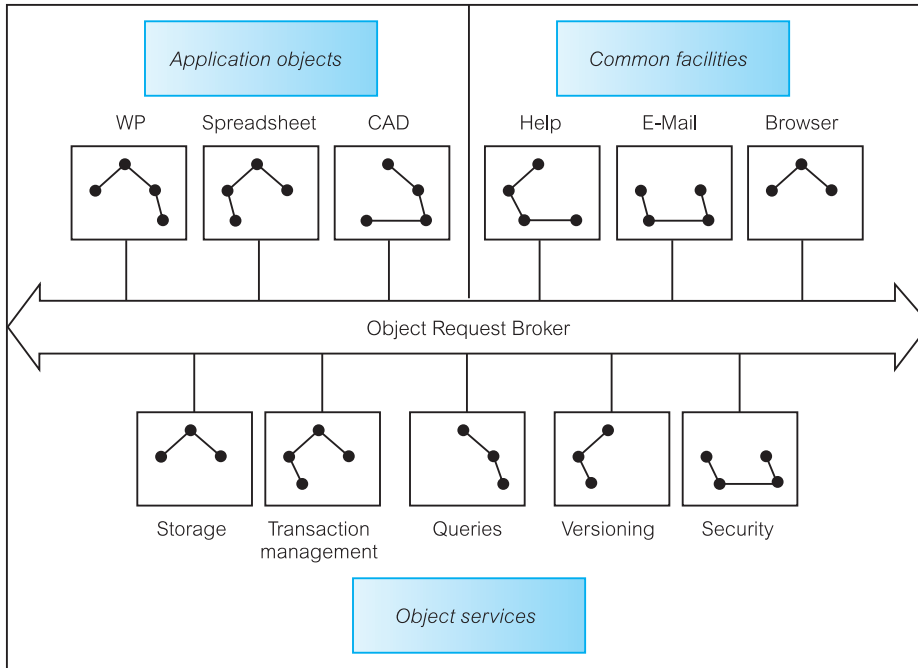 Application objects
Common facilities
WP
Spreadsheet
CAD
Help
E-Mail
Browser
Object Request Broker
Storage
Transaction
management
Queries
Versioning
Security
Object services